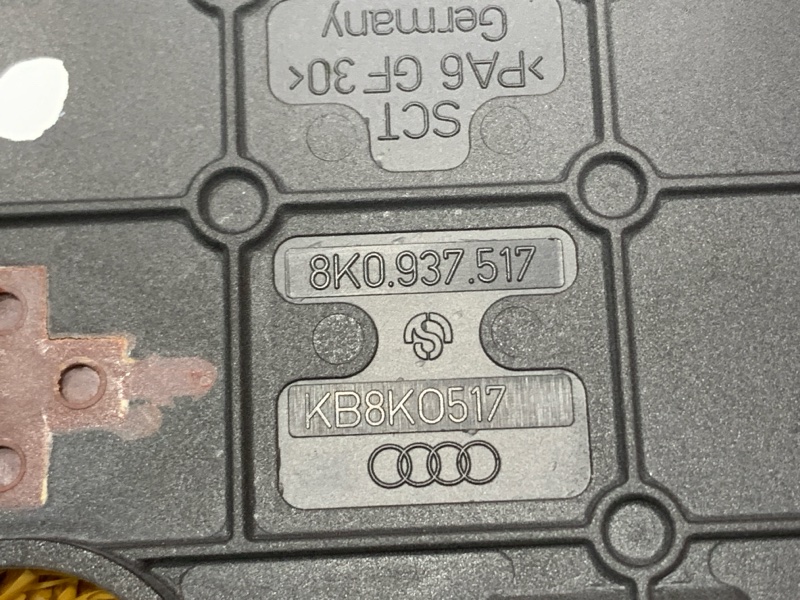 SCT
>PA6 GF 30<
Germany
8K0.937.517
KB8K0517